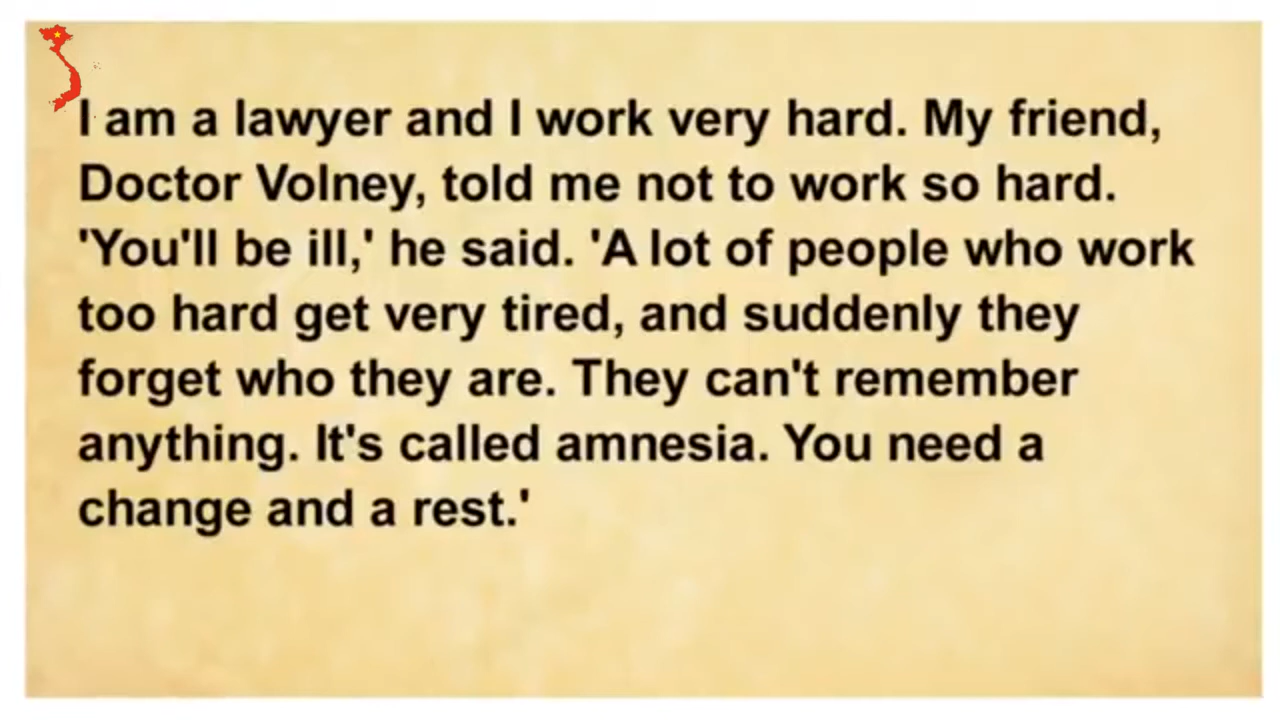 I am a lawyer and I work very hard. My friend,
Doctor Volney, told me not to work so hard.
'You'll be ill,' he said. 'A lot of people who work
too hard get very tired, and suddenly they
forget who they are. They can't remember
anything. It's called amnesia. You need a
change and a rest.'